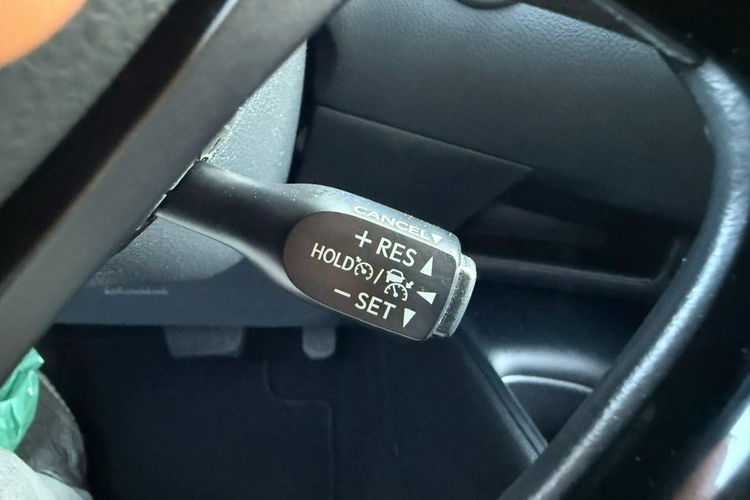 CANCEL▼
+ RES ▲
HOLD / ◀
− SET ▼